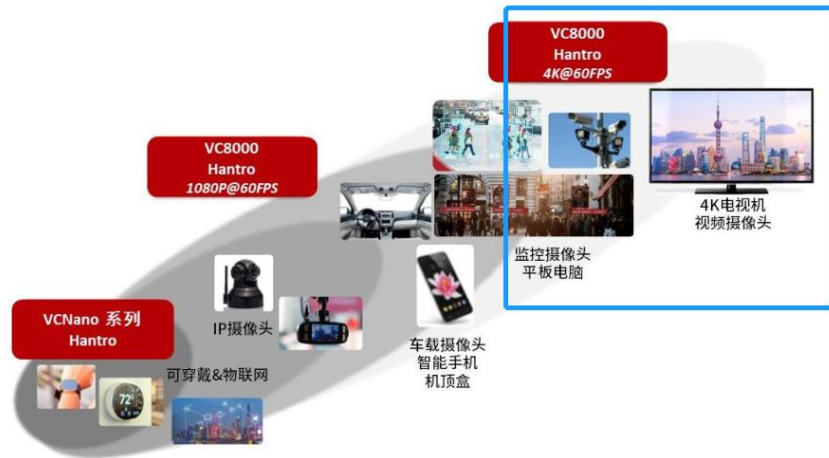 VC8000
Hantro
4K@60FPS
VC8000
Hantro
1080P@60FPS
4K电视机
视频摄像头
监控摄像头
平板电脑
VCNano 系列
Hantro
IP摄像头
车载摄像头
智能手机
机顶盒
可穿戴&物联网
72°